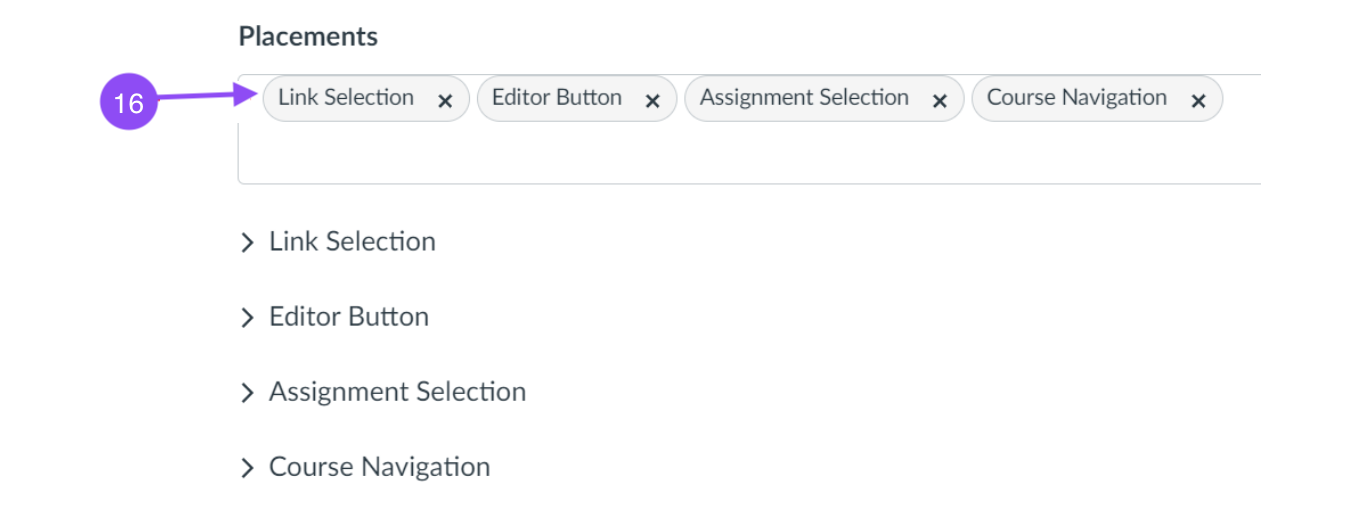 Placements
16 Link Selection × Editor Button × Assignment Selection × Course Navigation ×
Link Selection
Editor Button
Assignment Selection
Course Navigation